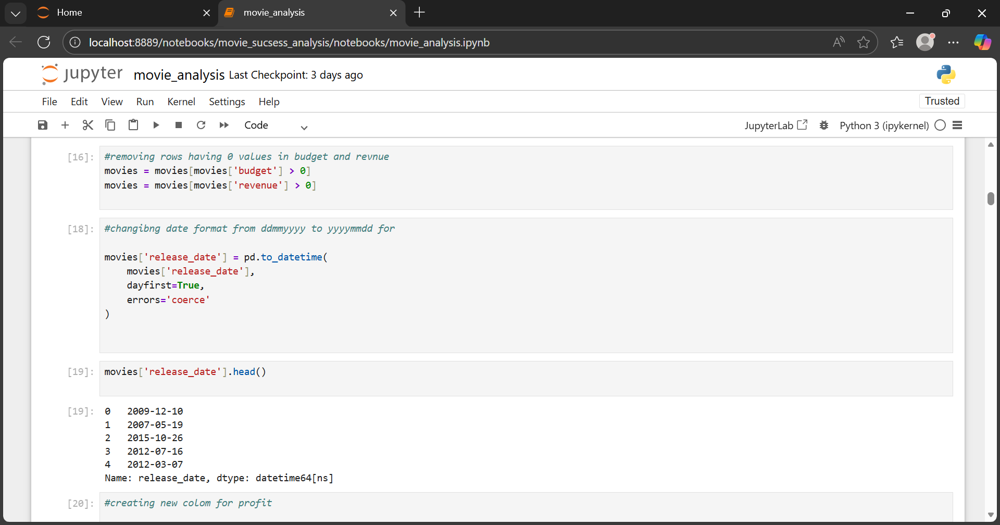 Home
movie_analysis
localhost:8889/notebooks/movie_sucsess_analysis/notebooks/movie_analysis.ipynb
jupyter movie_analysis Last Checkpoint: 3 days ago
File Edit View Run Kernel Settings Help
Trusted
Code
JupyterLab
Python 3 (ipykernel)
[16]:
#removing rows having 0 values in budget and revnue
movies = movies[movies['budget'] > 0]
movies = movies[movies['revenue'] > 0]
[18]:
#changibng date format from ddmmyyyy to yyyymmdd for
movies['release_date'] = pd.to_datetime(
    movies['release_date'],
    dayfirst=True,
    errors='coerce'
)
[19]:
movies['release_date'].head()
[19]:
0   2009-12-10
1   2007-05-19
2   2015-10-26
3   2012-07-16
4   2012-03-07
Name: release_date, dtype: datetime64[ns]
[20]:
#creating new colom for profit